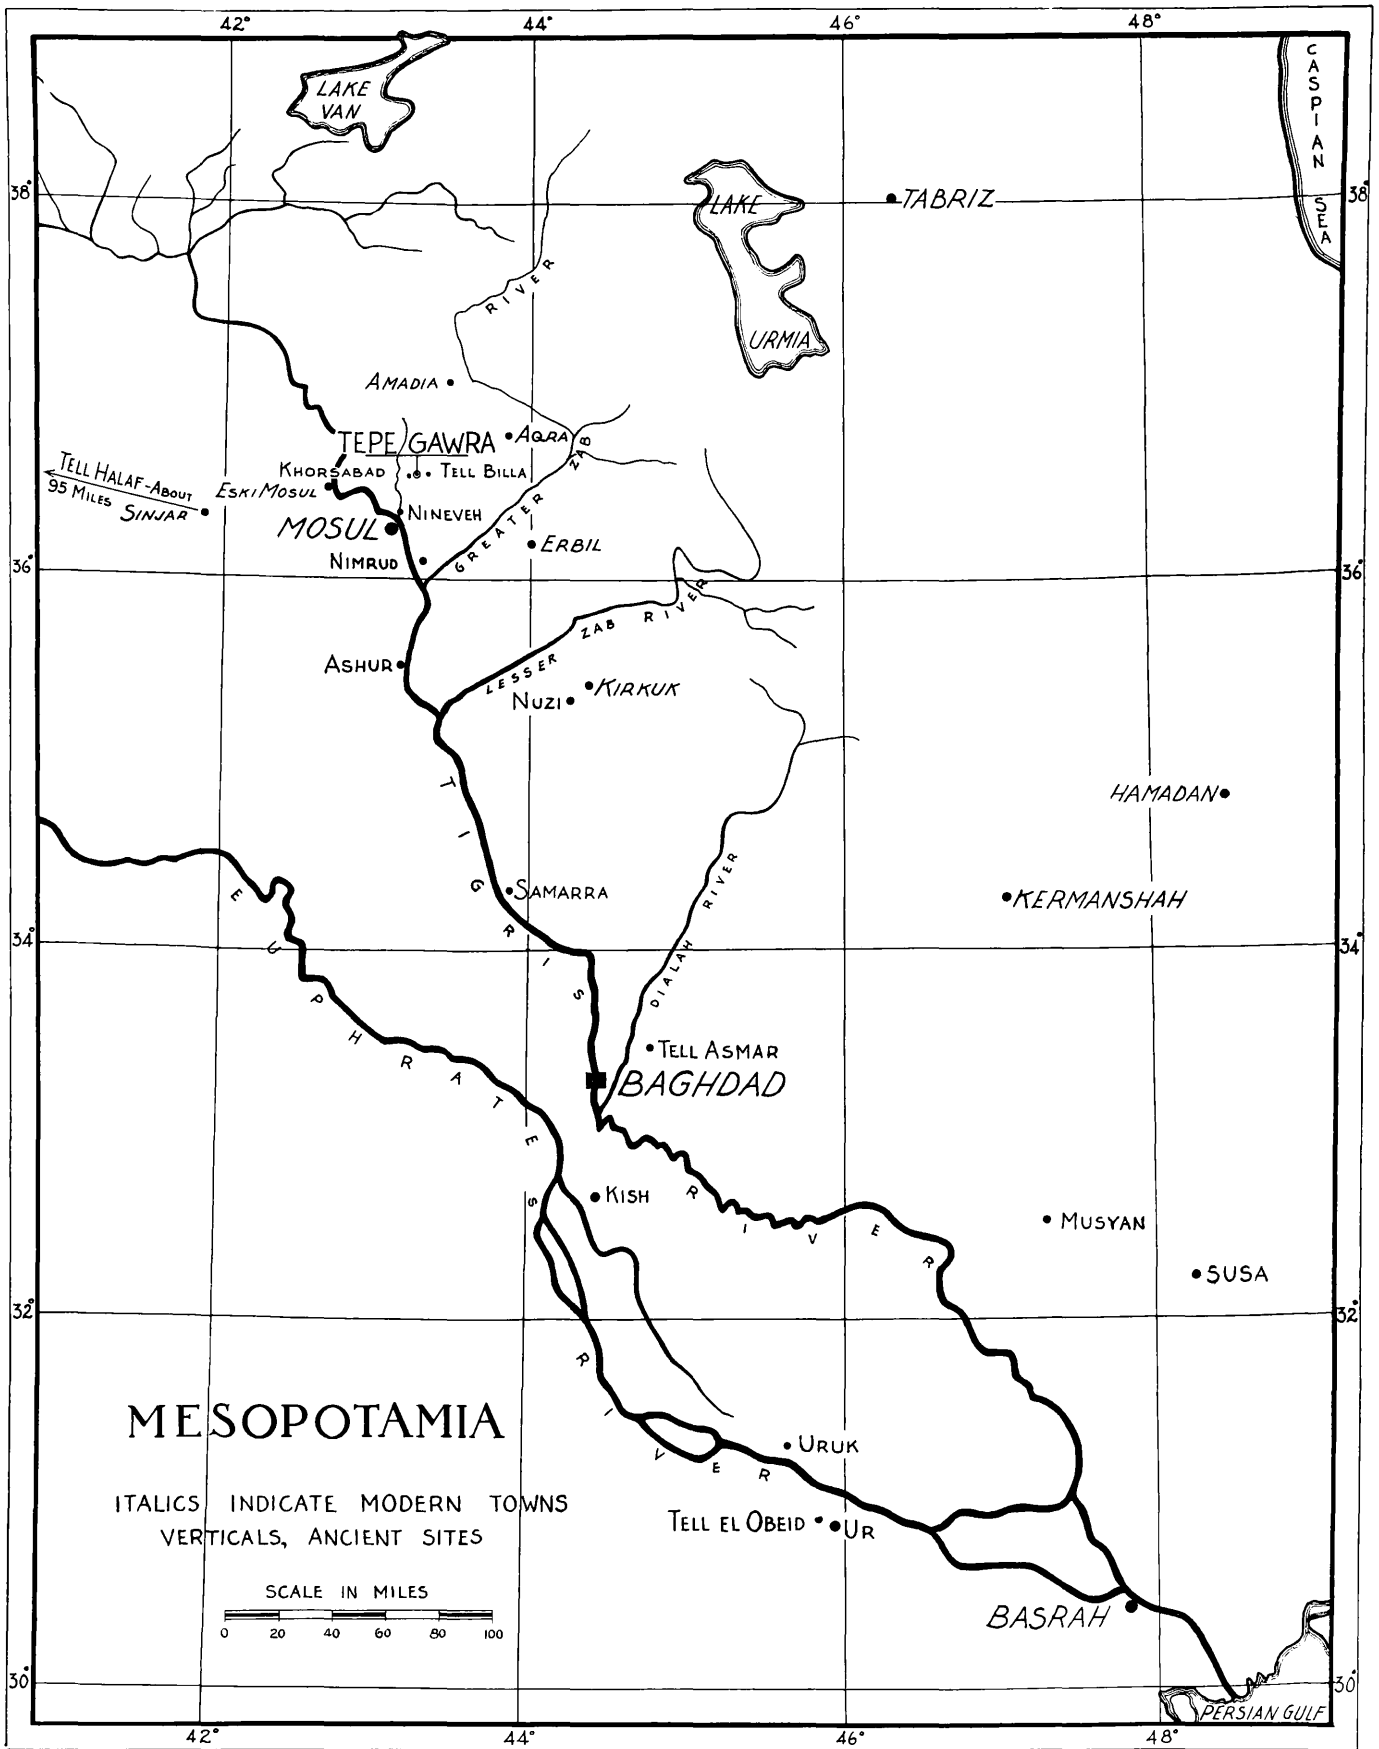 42° 44° 46° 48°
LAKE
VAN
CASPIAN SEA
38° 38°
LAKE
URMIA
TABRIZ
RIVER
AMADIA
TEPE GAWRA
AQRA
KHORSABAD
TELL BILLA
TELL HALAF-ABOUT
95 MILES
ESKI MOSUL
SINJAR
NINEVEH
MOSUL
GREATER ZAB
ERBIL
NIMRUD
36° 36°
LESSER ZAB RIVER
ASHUR
KIRKUK
NUZI
TIGRIS
HAMADAN
SAMARRA
KERMANSHAH
DIALAH RIVER
EUPHRATES
34° 34°
TELL ASMAR
BAGHDAD
KISH
RIVER
MUSYAN
SUSA
32° 32°
RIVER
MESOPOTAMIA
URUK
ITALICS INDICATE MODERN TOWNS
VERTICALS, ANCIENT SITES
TELL EL OBEID
UR
SCALE IN MILES
0 20 40 60 80 100
BASRAH
30° 30°
PERSIAN GULF
42° 44° 46° 48°